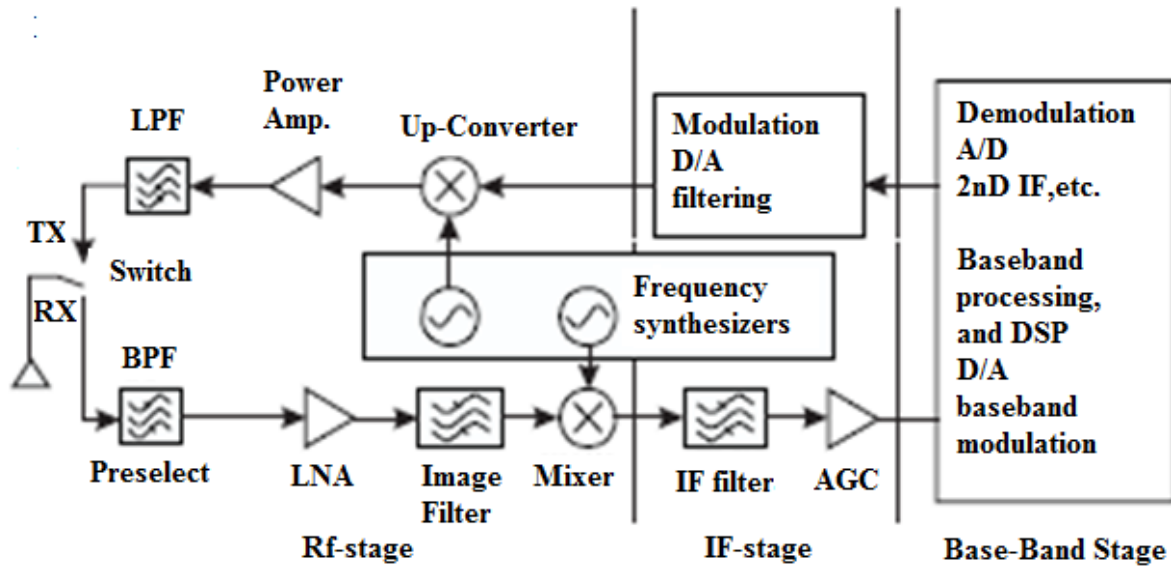 Power
Amp.
LPF
Up-Converter
Modulation
D/A
filtering
Demodulation
A/D
2nD IF,etc.
Baseband
processing,
and DSP
D/A
baseband
modulation
TX
Switch
RX
Frequency
synthesizers
BPF
Preselect
LNA
Image
Filter
Mixer
IF filter
AGC
Rf-stage
IF-stage
Base-Band Stage